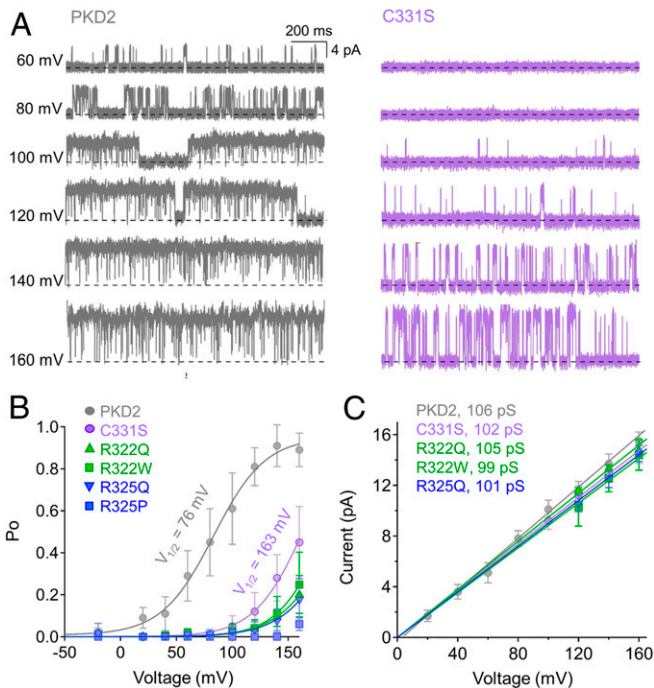 A
PKD2
C331S
200 ms
4 pA
60 mV
80 mV
100 mV
120 mV
140 mV
160 mV
B
PKD2
C331S
R322Q
R322W
R325Q
R325P
V1/2 = 76 mV
V1/2 = 163 mV
Po
1.0
0.8
0.6
0.4
0.2
0.0
-50 0 50 100 150
Voltage (mV)
C
PKD2, 106 pS
C331S, 102 pS
R322Q, 105 pS
R322W, 99 pS
R325Q, 101 pS
Current (pA)
16
12
8
4
0
0 40 80 120 160
Voltage (mV)